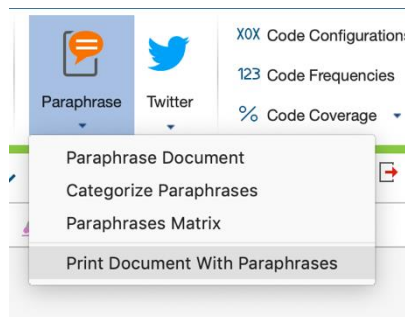 XOX Code Configurations
123 Code Frequencies
Paraphrase
Twitter
% Code Coverage
Paraphrase Document
Categorize Paraphrases
Paraphrases Matrix
Print Document With Paraphrases